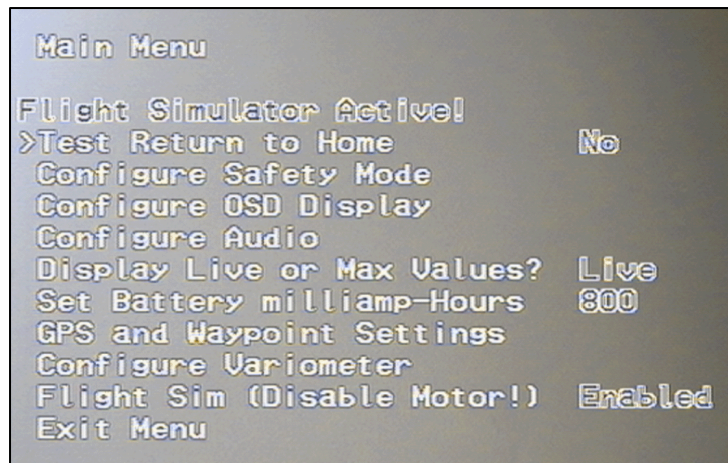 Main Menu
Flight Simulator Active!
>Test Return to Home No
Configure Safety Mode
Configure OSD Display
Configure Audio
Display Live or Max Values? Live
Set Battery milliamp-Hours 800
GPS and Waypoint Settings
Configure Variometer
Flight Sim (Disable Motor!) Enabled
Exit Menu